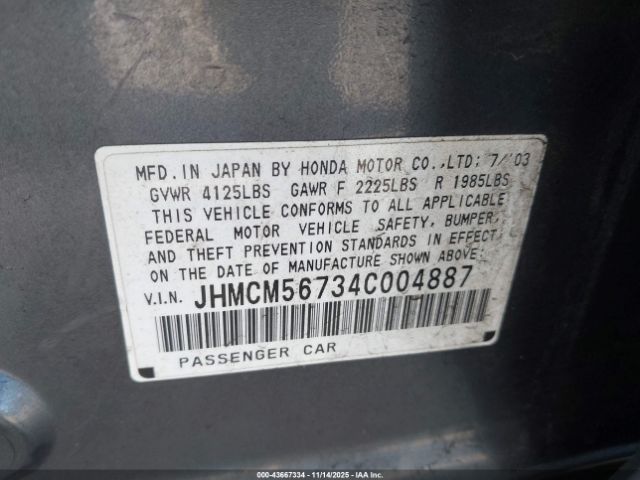 MFD. IN JAPAN BY HONDA MOTOR CO.,LTD; 7/'03
GVWR 4125LBS GAWR F 2225LBS R 1985LBS
THIS VEHICLE CONFORMS TO ALL APPLICABLE
FEDERAL MOTOR VEHICLE SAFETY, BUMPER,
AND THEFT PREVENTION STANDARDS IN EFFECT
ON THE DATE OF MANUFACTURE SHOWN ABOVE;
V.I.N. JHMCM56734C004887
PASSENGER CAR
000-43667334 | 11/14/2025 - IAAI.COM